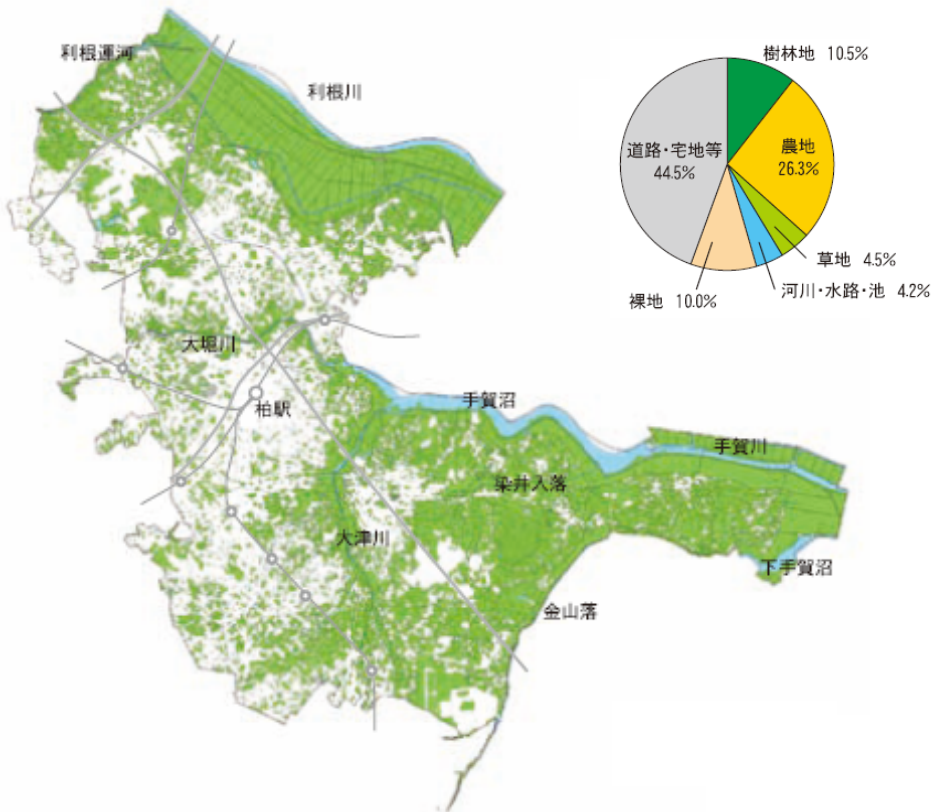 利根運河
利根川
樹林地 10.5%
農地
26.3%
草地 4.5%
河川・水路・池 4.2%
裸地 10.0%
道路・宅地等
44.5%
大堀川
柏駅
手賀沼
手賀川
染井入落
大津川
下手賀沼
金山落